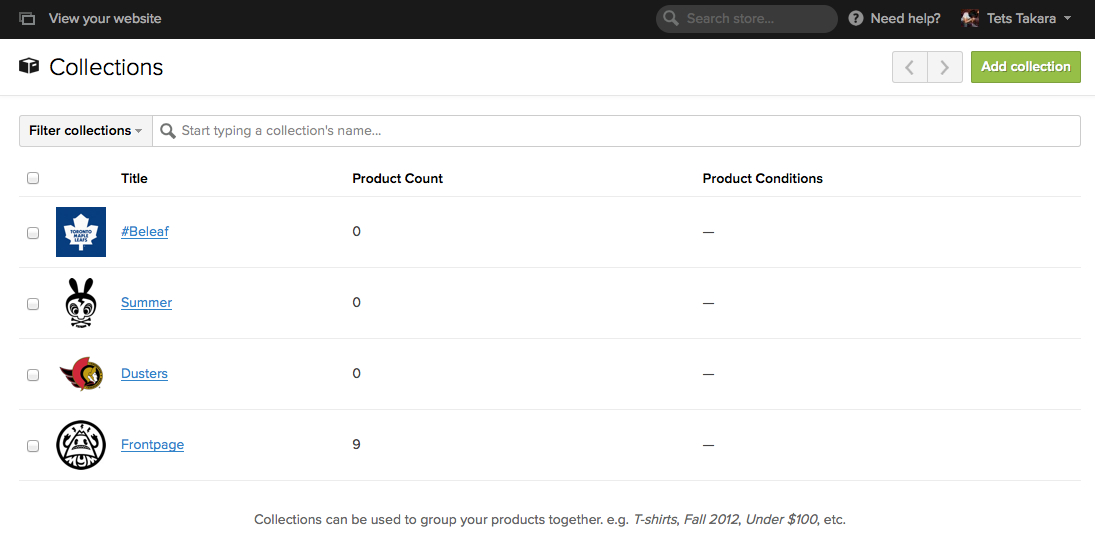 View your website
Search store...
Need help?
Tets Takara
Collections
Add collection
Filter collections
Start typing a collection's name...
Title Product Count Product Conditions
TORONTO
MAPLE
LEAFS
#Beleaf 0 —
Summer 0 —
Dusters 0 —
Frontpage 9 —
Collections can be used to group your products together. e.g. T-shirts, Fall 2012, Under $100, etc.